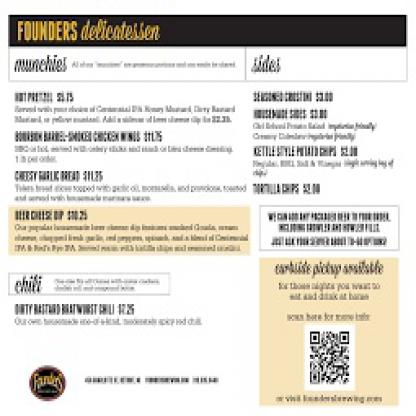 FOUNDERS delicatessen
munchies All of our "munchies" are generous portions and can easily be shared.
HOT PRETZEL $5.75
Served with your choice of Centennial IPA Honey Mustard, Dirty Bastard
Mustard, or yellow mustard. Add a sidecar of beer cheese dip for $2.25.
BOURBON BARREL-SMOKED CHICKEN WINGS $11.75
BBQ or hot, served with celery sticks and ranch or bleu cheese dressing.
1 lb per order.
CHEESY GARLIC BREAD $11.25
Telera bread slices topped with garlic oil, mozzarella, and provolone, toasted
and served with housemade marinara sauce.
BEER CHEESE DIP $10.25
Our popular housemade beer cheese dip features smoked Gouda, cream
cheese, chopped fresh garlic, red peppers, spinach, and a blend of Centennial
IPA & Red's Rye IPA. Served warm with tortilla chips and seasoned crostini.
chili One size fits all! Comes with oyster crackers,
cheddar, and
DIRTY BASTARD BRATWURST CHILI $7.25
Our own housemade one-of-a-kind, moderately spicy red chili.
sides
SEASONED CROSTINI $3.00
HOUSEMADE SIDES $3.00
Old School Potato Salad (vegetarian friendly)
Creamy Coleslaw (vegetarian friendly)
KETTLE STYLE POTATO CHIPS $2.00
Regular, BBQ, Salt & Vinegar (single serving bag of
chips)
TORTILLA CHIPS $2.00
WE CAN ADD ANY PACKAGED BEER TO YOUR ORDER,
INCLUDING GROWLER AND HOWLER FILLS.
JUST ASK YOUR SERVER ABOUT TO-GO OPTIONS!
curbside pickup available
for those nights you want to
eat and drink at home
scan here for more info
or visit foundersbrewing.com
Founders
456 CHARLOTTE ST, DETROIT, MI FOUNDERSBREWING.COM